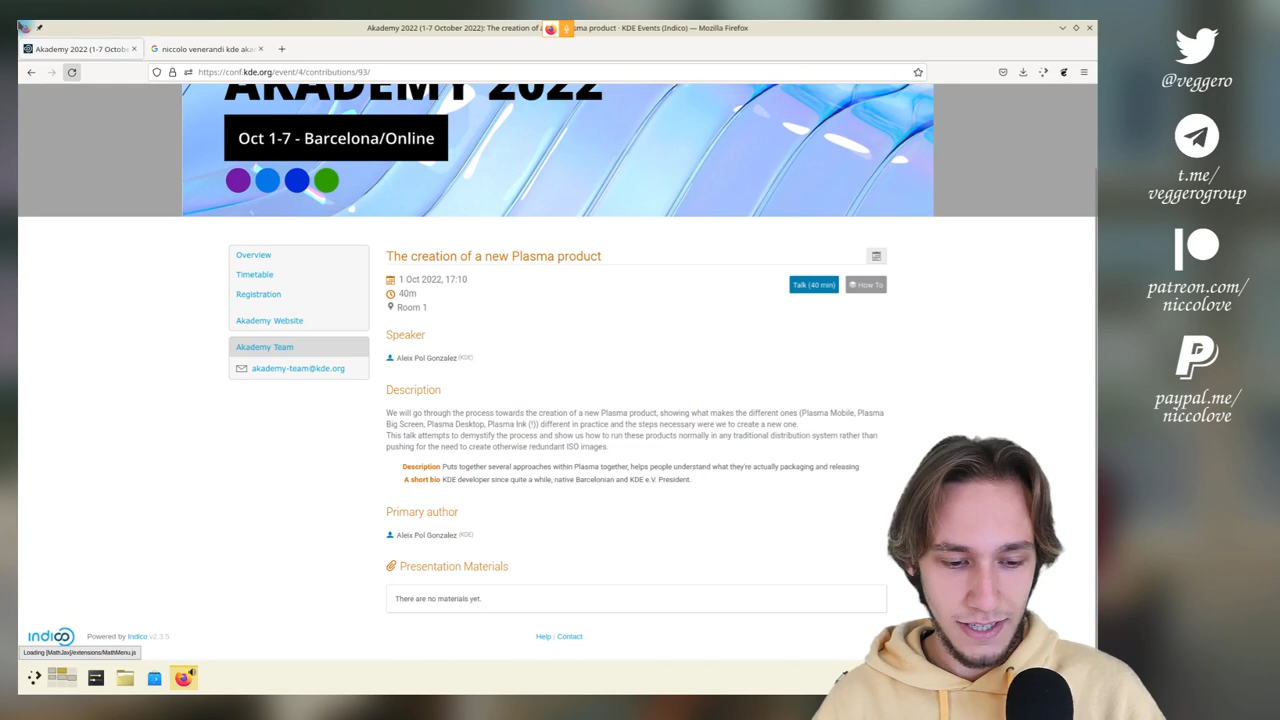 Akademy 2022 (1-7 October 2022): The creation of a
sma product · KDE Events (Indico) — Mozilla Firefox
Akademy 2022 (1-7 Octobe
niccolo venerandi kde aka
https://conf.kde.org/event/4/contributions/93/
AKADEMY 2022
Oct 1-7 - Barcelona/Online
Overview
Timetable
Registration
Akademy Website
Akademy Team
akademy-team@kde.org
The creation of a new Plasma product
1 Oct 2022, 17:10
40m
Room 1
Talk (40 min)
How To
Speaker
Aleix Pol Gonzalez (KDE)
Description
We will go through the process towards the creation of a new Plasma product, showing what makes the different ones (Plasma Mobile, Plasma
Big Screen, Plasma Desktop, Plasma Ink (!)) different in practice and the steps necessary were we to create a new one.
This talk attempts to demystify the process and show us how to run these products normally in any traditional distribution system rather than
pushing for the need to create otherwise redundant ISO images.
Description Puts together several approaches within Plasma together, helps people understand what they're actually packaging and releasing
A short bio KDE developer since quite a while, native Barcelonian and KDE e.V. President.
Primary author
Aleix Pol Gonzalez (KDE)
Presentation Materials
There are no materials yet.
indico
Powered by Indico v2.3.5
Help | Contact
Loading [MathJax]/extensions/MathMenu.js
@veggero
t.me/
veggerogroup
patreon.com/
niccolove
paypal.me/
niccolove